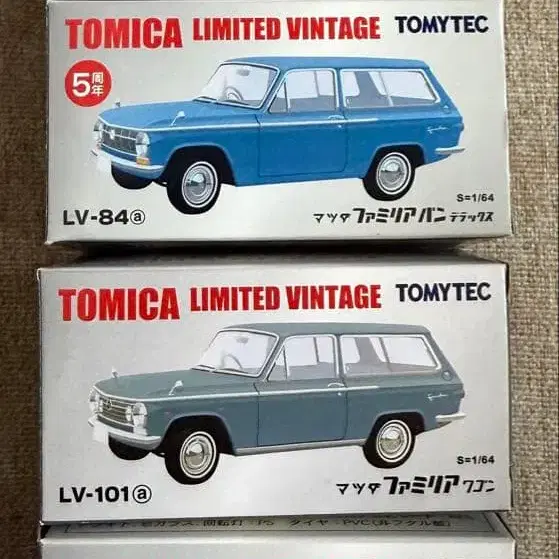 TOMICA LIMITED VINTAGE TOMYTEC
5周年
S=1/64
LV-84ⓐ マツダ ファミリアバン デラックス
TOMICA LIMITED VINTAGE TOMYTEC
S=1/64
LV-101ⓐ マツダ ファミリア ワゴン